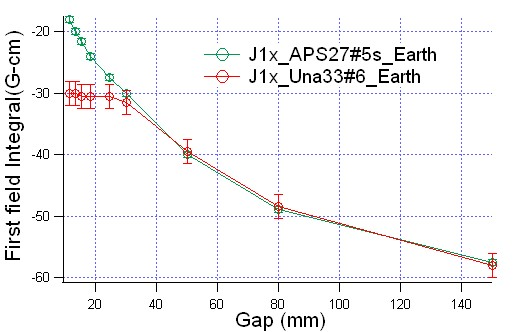 -20
-30
-40
-50
-60
First field Integral(G-cm)
J1x_APS27#5s_Earth
J1x_Una33#6_Earth
20 40 60 80 100 120 140
Gap (mm)